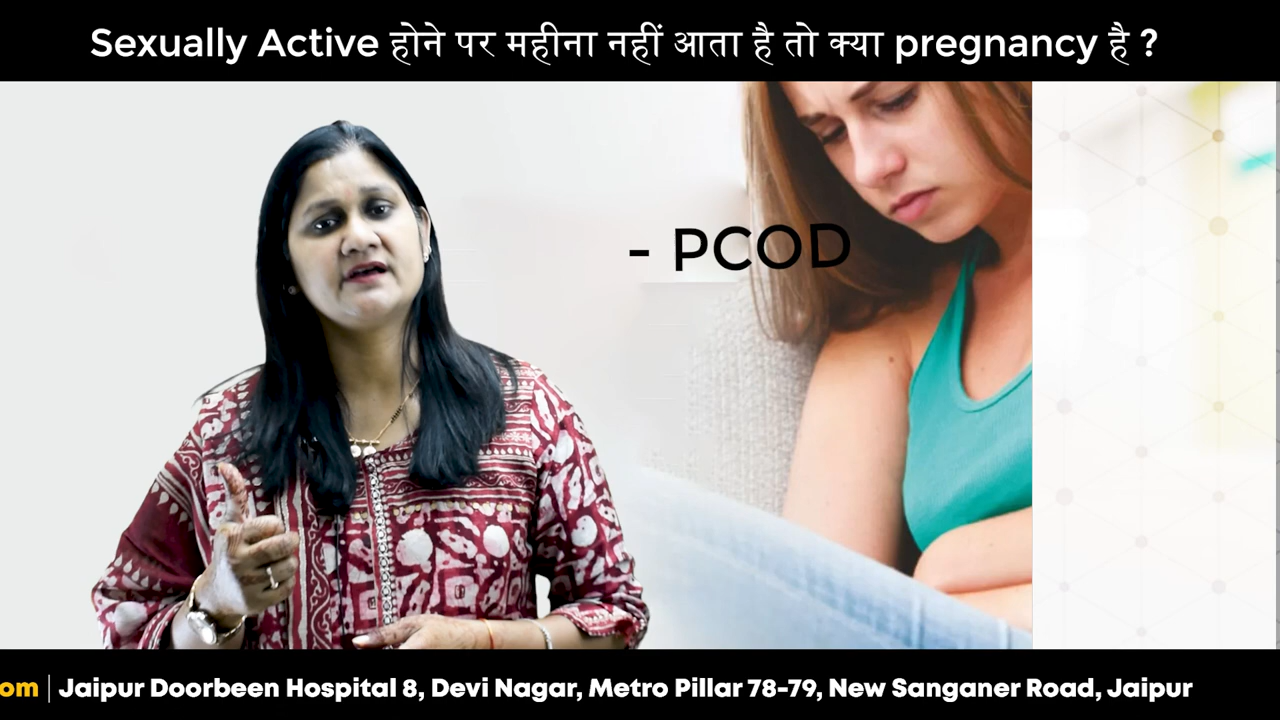 Sexually Active होने पर महीना नहीं आता है तो क्या pregnancy है ?
- PCOD
om | Jaipur Doorbeen Hospital 8, Devi Nagar, Metro Pillar 78-79, New Sanganer Road, Jaipur